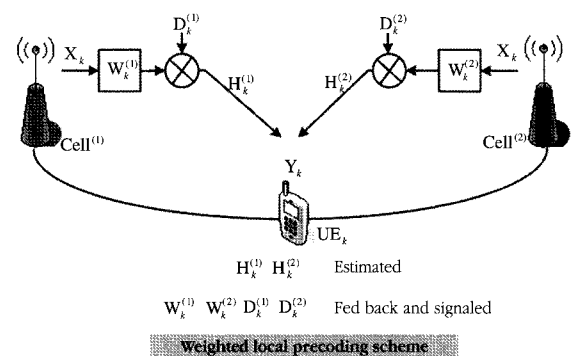 D_k^(1) D_k^(2)
X_k W_k^(1) W_k^(2) X_k
H_k^(1) H_k^(2)
Cell^(1) Cell^(2)
Y_k
UE_k
H_k^(1) H_k^(2) Estimated
W_k^(1) W_k^(2) D_k^(1) D_k^(2) Fed back and signaled
Weighted local precoding scheme